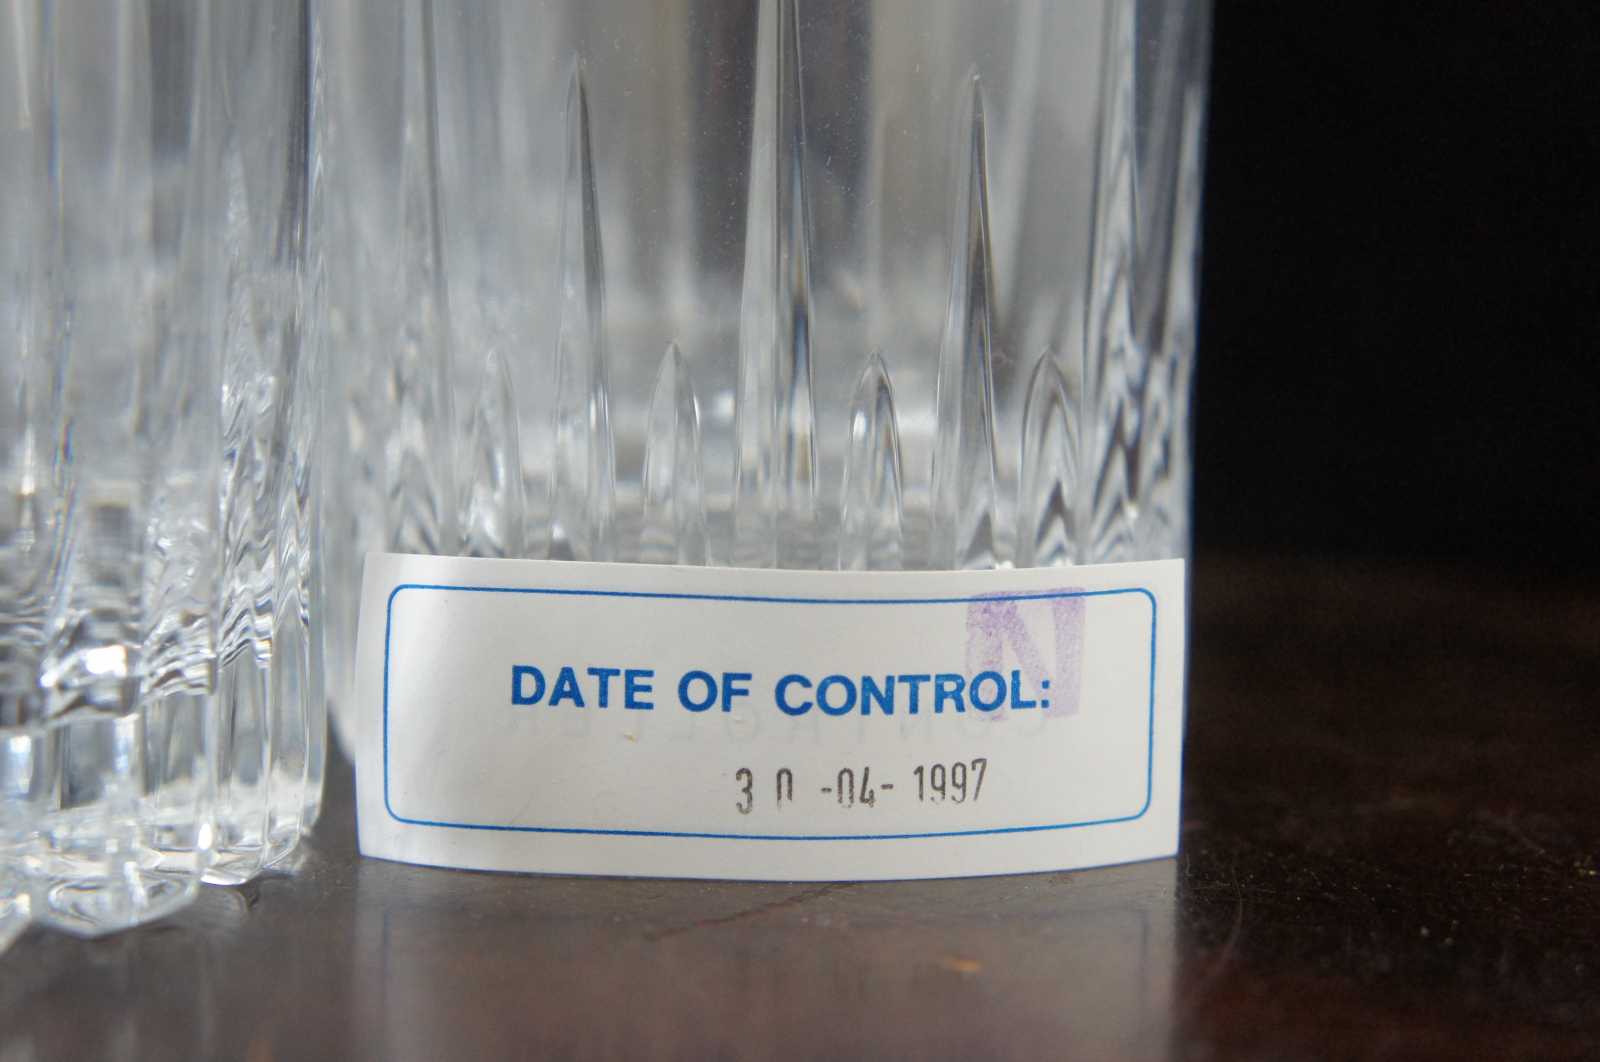 N
DATE OF CONTROL:
30 -04- 1997